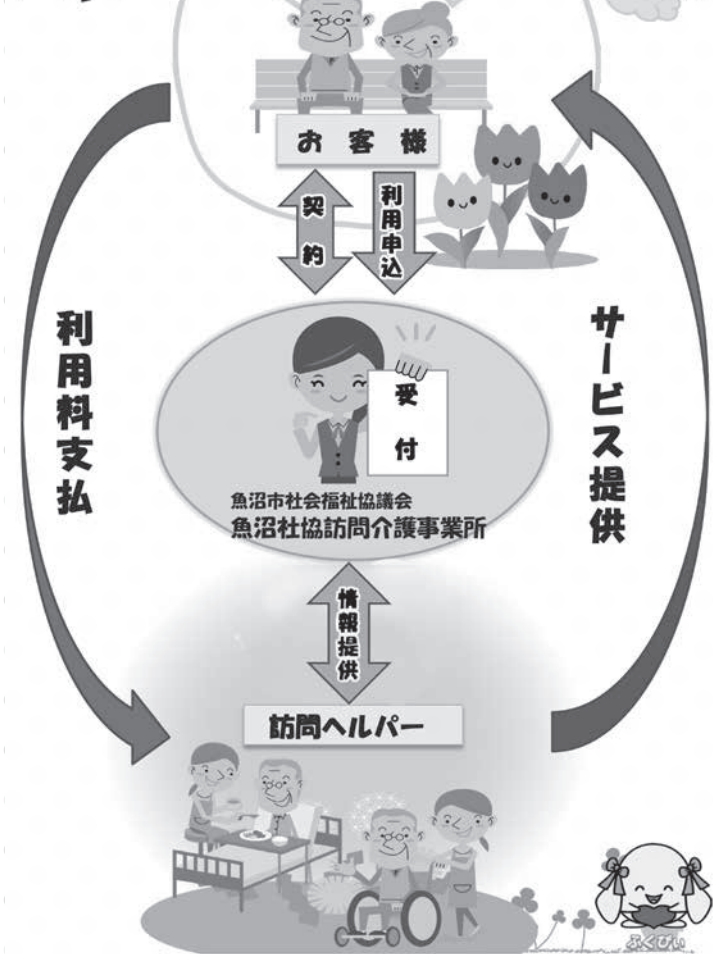 お客様
契約
利用申込
利用料支払
サービス提供
受付
魚沼市社会福祉協議会
魚沼社協訪問介護事業所
情報提供
訪問ヘルパー
ふくぴぃ